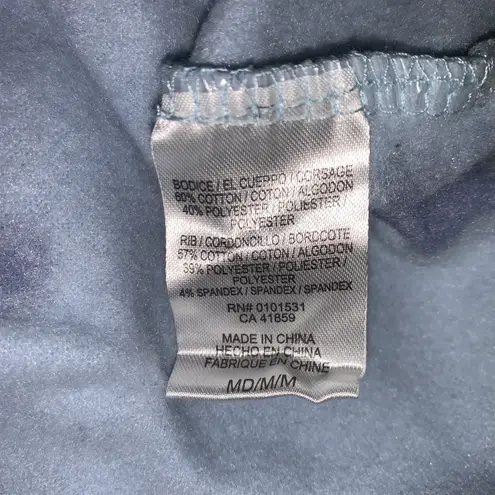 BODICE / EL CUERPO / CORSAGE
60% COTTON / COTON / ALGODON
40% POLYESTER / POLIESTER /
POLYESTER
RIB / CORDONCILLO / BORDCOTE
57% COTTON / COTON / ALGODON
39% POLYESTER / POLIESTER /
POLYESTER
4% SPANDEX / SPANDEX / SPANDEX
RN# 0101531
CA 41859
MADE IN CHINA
HECHO EN CHINA
FABRIQUE EN CHINE
MD/M/M